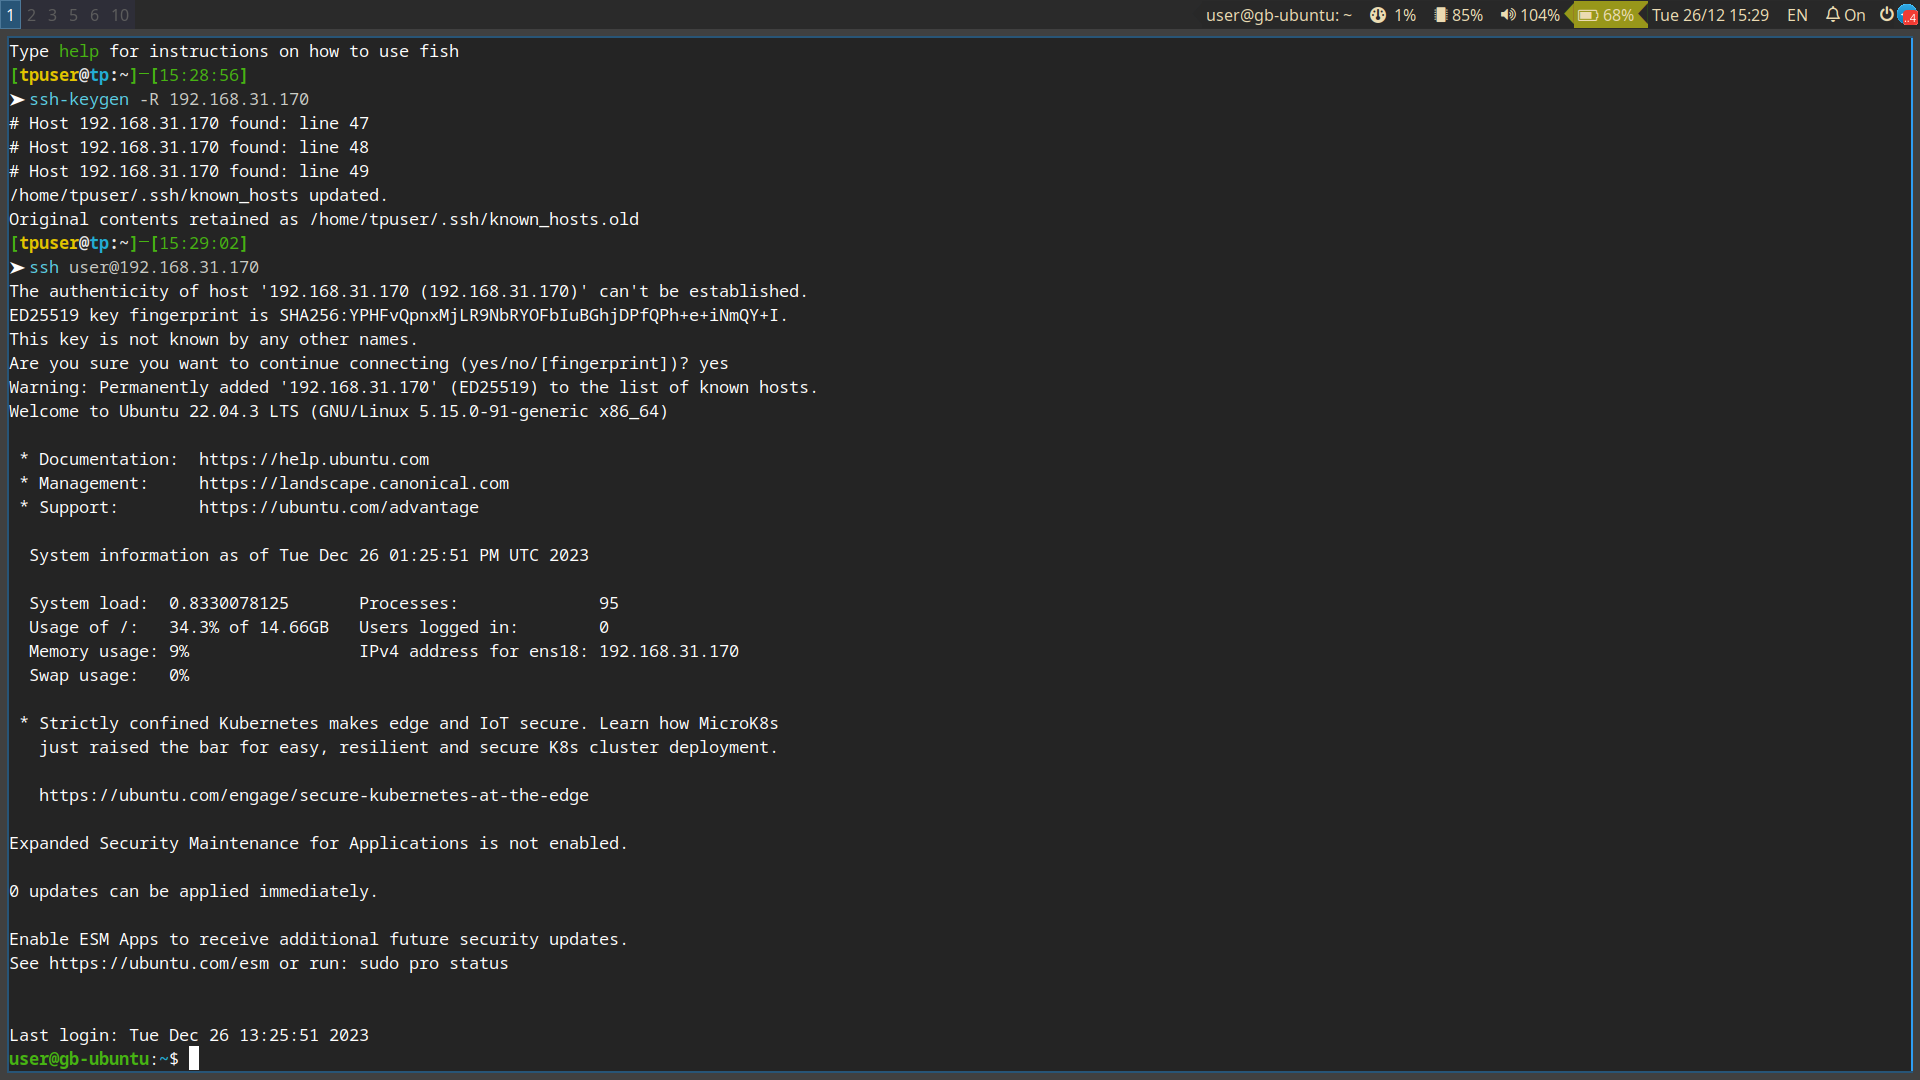 1 2 3 5 6 10 user@gb-ubuntu: ~ 1% 85% 104% 68% Tue 26/12 15:29 EN On 4
Type help for instructions on how to use fish
[tpuser@tp:~]─[15:28:56]
➤ ssh-keygen -R 192.168.31.170
# Host 192.168.31.170 found: line 47
# Host 192.168.31.170 found: line 48
# Host 192.168.31.170 found: line 49
/home/tpuser/.ssh/known_hosts updated.
Original contents retained as /home/tpuser/.ssh/known_hosts.old
[tpuser@tp:~]─[15:29:02]
➤ ssh user@192.168.31.170
The authenticity of host '192.168.31.170 (192.168.31.170)' can't be established.
ED25519 key fingerprint is SHA256:YPHFvQpnxMjLR9NbRYOFbIuBGhjDPfQPh+e+iNmQY+I.
This key is not known by any other names.
Are you sure you want to continue connecting (yes/no/[fingerprint])? yes
Warning: Permanently added '192.168.31.170' (ED25519) to the list of known hosts.
Welcome to Ubuntu 22.04.3 LTS (GNU/Linux 5.15.0-91-generic x86_64)
* Documentation: https://help.ubuntu.com
* Management: https://landscape.canonical.com
* Support: https://ubuntu.com/advantage
System information as of Tue Dec 26 01:25:51 PM UTC 2023
System load: 0.8330078125 Processes: 95
Usage of /: 34.3% of 14.66GB Users logged in: 0
Memory usage: 9% IPv4 address for ens18: 192.168.31.170
Swap usage: 0%
* Strictly confined Kubernetes makes edge and IoT secure. Learn how MicroK8s
just raised the bar for easy, resilient and secure K8s cluster deployment.
https://ubuntu.com/engage/secure-kubernetes-at-the-edge
Expanded Security Maintenance for Applications is not enabled.
0 updates can be applied immediately.
Enable ESM Apps to receive additional future security updates.
See https://ubuntu.com/esm or run: sudo pro status
Last login: Tue Dec 26 13:25:51 2023
user@gb-ubuntu:~$